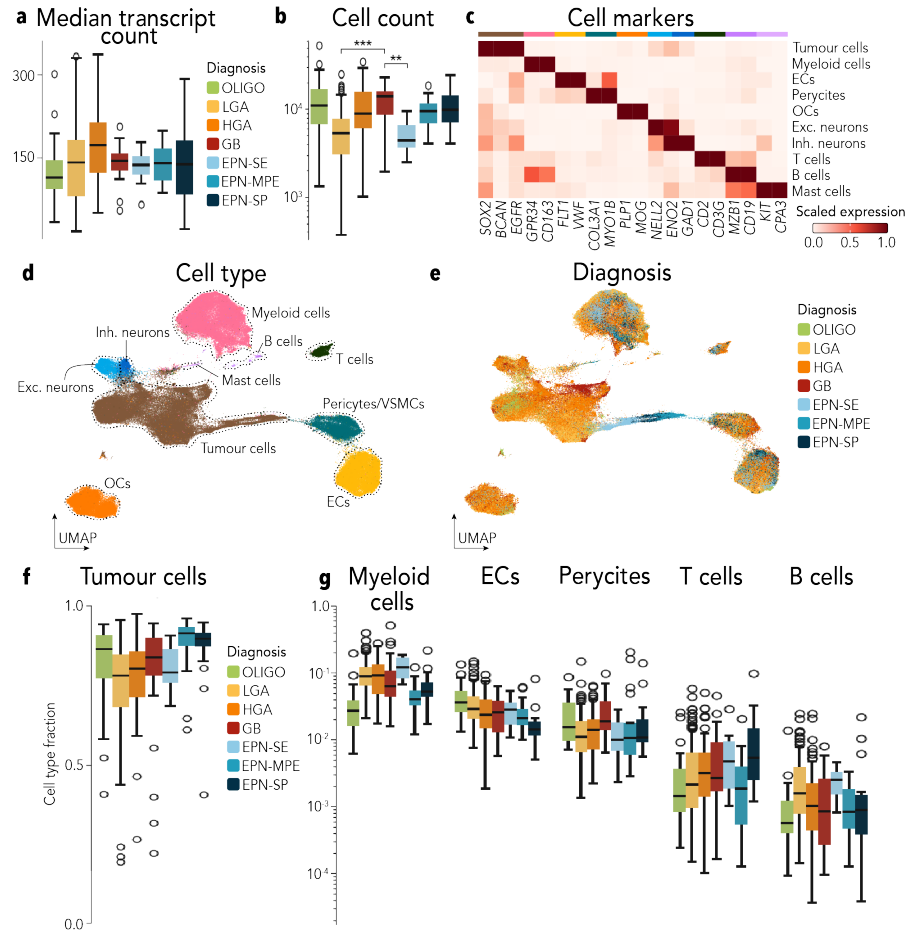 a Median transcript count
300
150
Diagnosis
OLIGO
LGA
HGA
GB
EPN-SE
EPN-MPE
EPN-SP
b Cell count
***
**
10⁴
10³
c Cell markers
Tumour cells
Myeloid cells
ECs
Perycites
OCs
Exc. neurons
Inh. neurons
T cells
B cells
Mast cells
SOX2
BCAN
EGFR
GPR34
CD163
FLT1
VWF
COL3A1
MYO1B
PLP1
MOG
NELL2
ENO2
GAD1
CD2
CD3G
MZB1
CD19
KIT
CPA3
Scaled expression
0.0 0.5 1.0
d Cell type
Myeloid cells
Inh. neurons
B cells
T cells
Exc. neurons
Mast cells
Pericytes/VSMCs
Tumour cells
OCs
ECs
UMAP
e Diagnosis
Diagnosis
OLIGO
LGA
HGA
GB
EPN-SE
EPN-MPE
EPN-SP
UMAP
f Tumour cells
Cell type fraction
1.0
0.5
0.0
Diagnosis
OLIGO
LGA
HGA
GB
EPN-SE
EPN-MPE
EPN-SP
g Myeloid cells
ECs
Perycites
T cells
B cells
1.0
10⁻¹
10⁻²
10⁻³
10⁻⁴